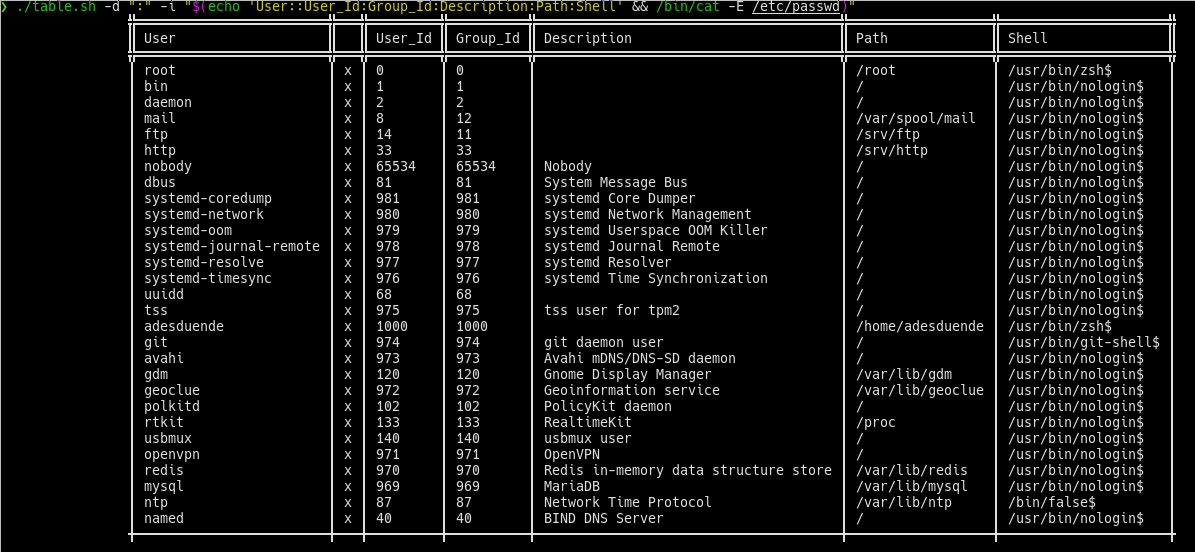 ❯ ./table.sh -d ":" -i "$(echo 'User::User_Id:Group_Id:Description:Path:Shell' && /bin/cat -E /etc/passwd)"
User User_Id Group_Id Description Path Shell
root x 0 0 /root /usr/bin/zsh$
bin x 1 1 / /usr/bin/nologin$
daemon x 2 2 / /usr/bin/nologin$
mail x 8 12 /var/spool/mail /usr/bin/nologin$
ftp x 14 11 /srv/ftp /usr/bin/nologin$
http x 33 33 /srv/http /usr/bin/nologin$
nobody x 65534 65534 Nobody / /usr/bin/nologin$
dbus x 81 81 System Message Bus / /usr/bin/nologin$
systemd-coredump x 981 981 systemd Core Dumper / /usr/bin/nologin$
systemd-network x 980 980 systemd Network Management / /usr/bin/nologin$
systemd-oom x 979 979 systemd Userspace OOM Killer / /usr/bin/nologin$
systemd-journal-remote x 978 978 systemd Journal Remote / /usr/bin/nologin$
systemd-resolve x 977 977 systemd Resolver / /usr/bin/nologin$
systemd-timesync x 976 976 systemd Time Synchronization / /usr/bin/nologin$
uuidd x 68 68 / /usr/bin/nologin$
tss x 975 975 tss user for tpm2 / /usr/bin/nologin$
adesduende x 1000 1000 /home/adesduende /usr/bin/zsh$
git x 974 974 git daemon user / /usr/bin/git-shell$
avahi x 973 973 Avahi mDNS/DNS-SD daemon / /usr/bin/nologin$
gdm x 120 120 Gnome Display Manager /var/lib/gdm /usr/bin/nologin$
geoclue x 972 972 Geoinformation service /var/lib/geoclue /usr/bin/nologin$
polkitd x 102 102 PolicyKit daemon / /usr/bin/nologin$
rtkit x 133 133 RealtimeKit /proc /usr/bin/nologin$
usbmux x 140 140 usbmux user / /usr/bin/nologin$
openvpn x 971 971 OpenVPN / /usr/bin/nologin$
redis x 970 970 Redis in-memory data structure store /var/lib/redis /usr/bin/nologin$
mysql x 969 969 MariaDB /var/lib/mysql /usr/bin/nologin$
ntp x 87 87 Network Time Protocol /var/lib/ntp /bin/false$
named x 40 40 BIND DNS Server / /usr/bin/nologin$